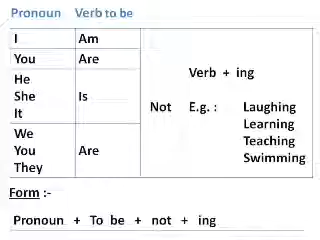 Pronoun Verb to be
I Am
You Are
He
She Is
It
We
You Are
They
Verb + ing
Not E.g. : Laughing
Learning
Teaching
Swimming
Form :-
Pronoun + To be + not + ing